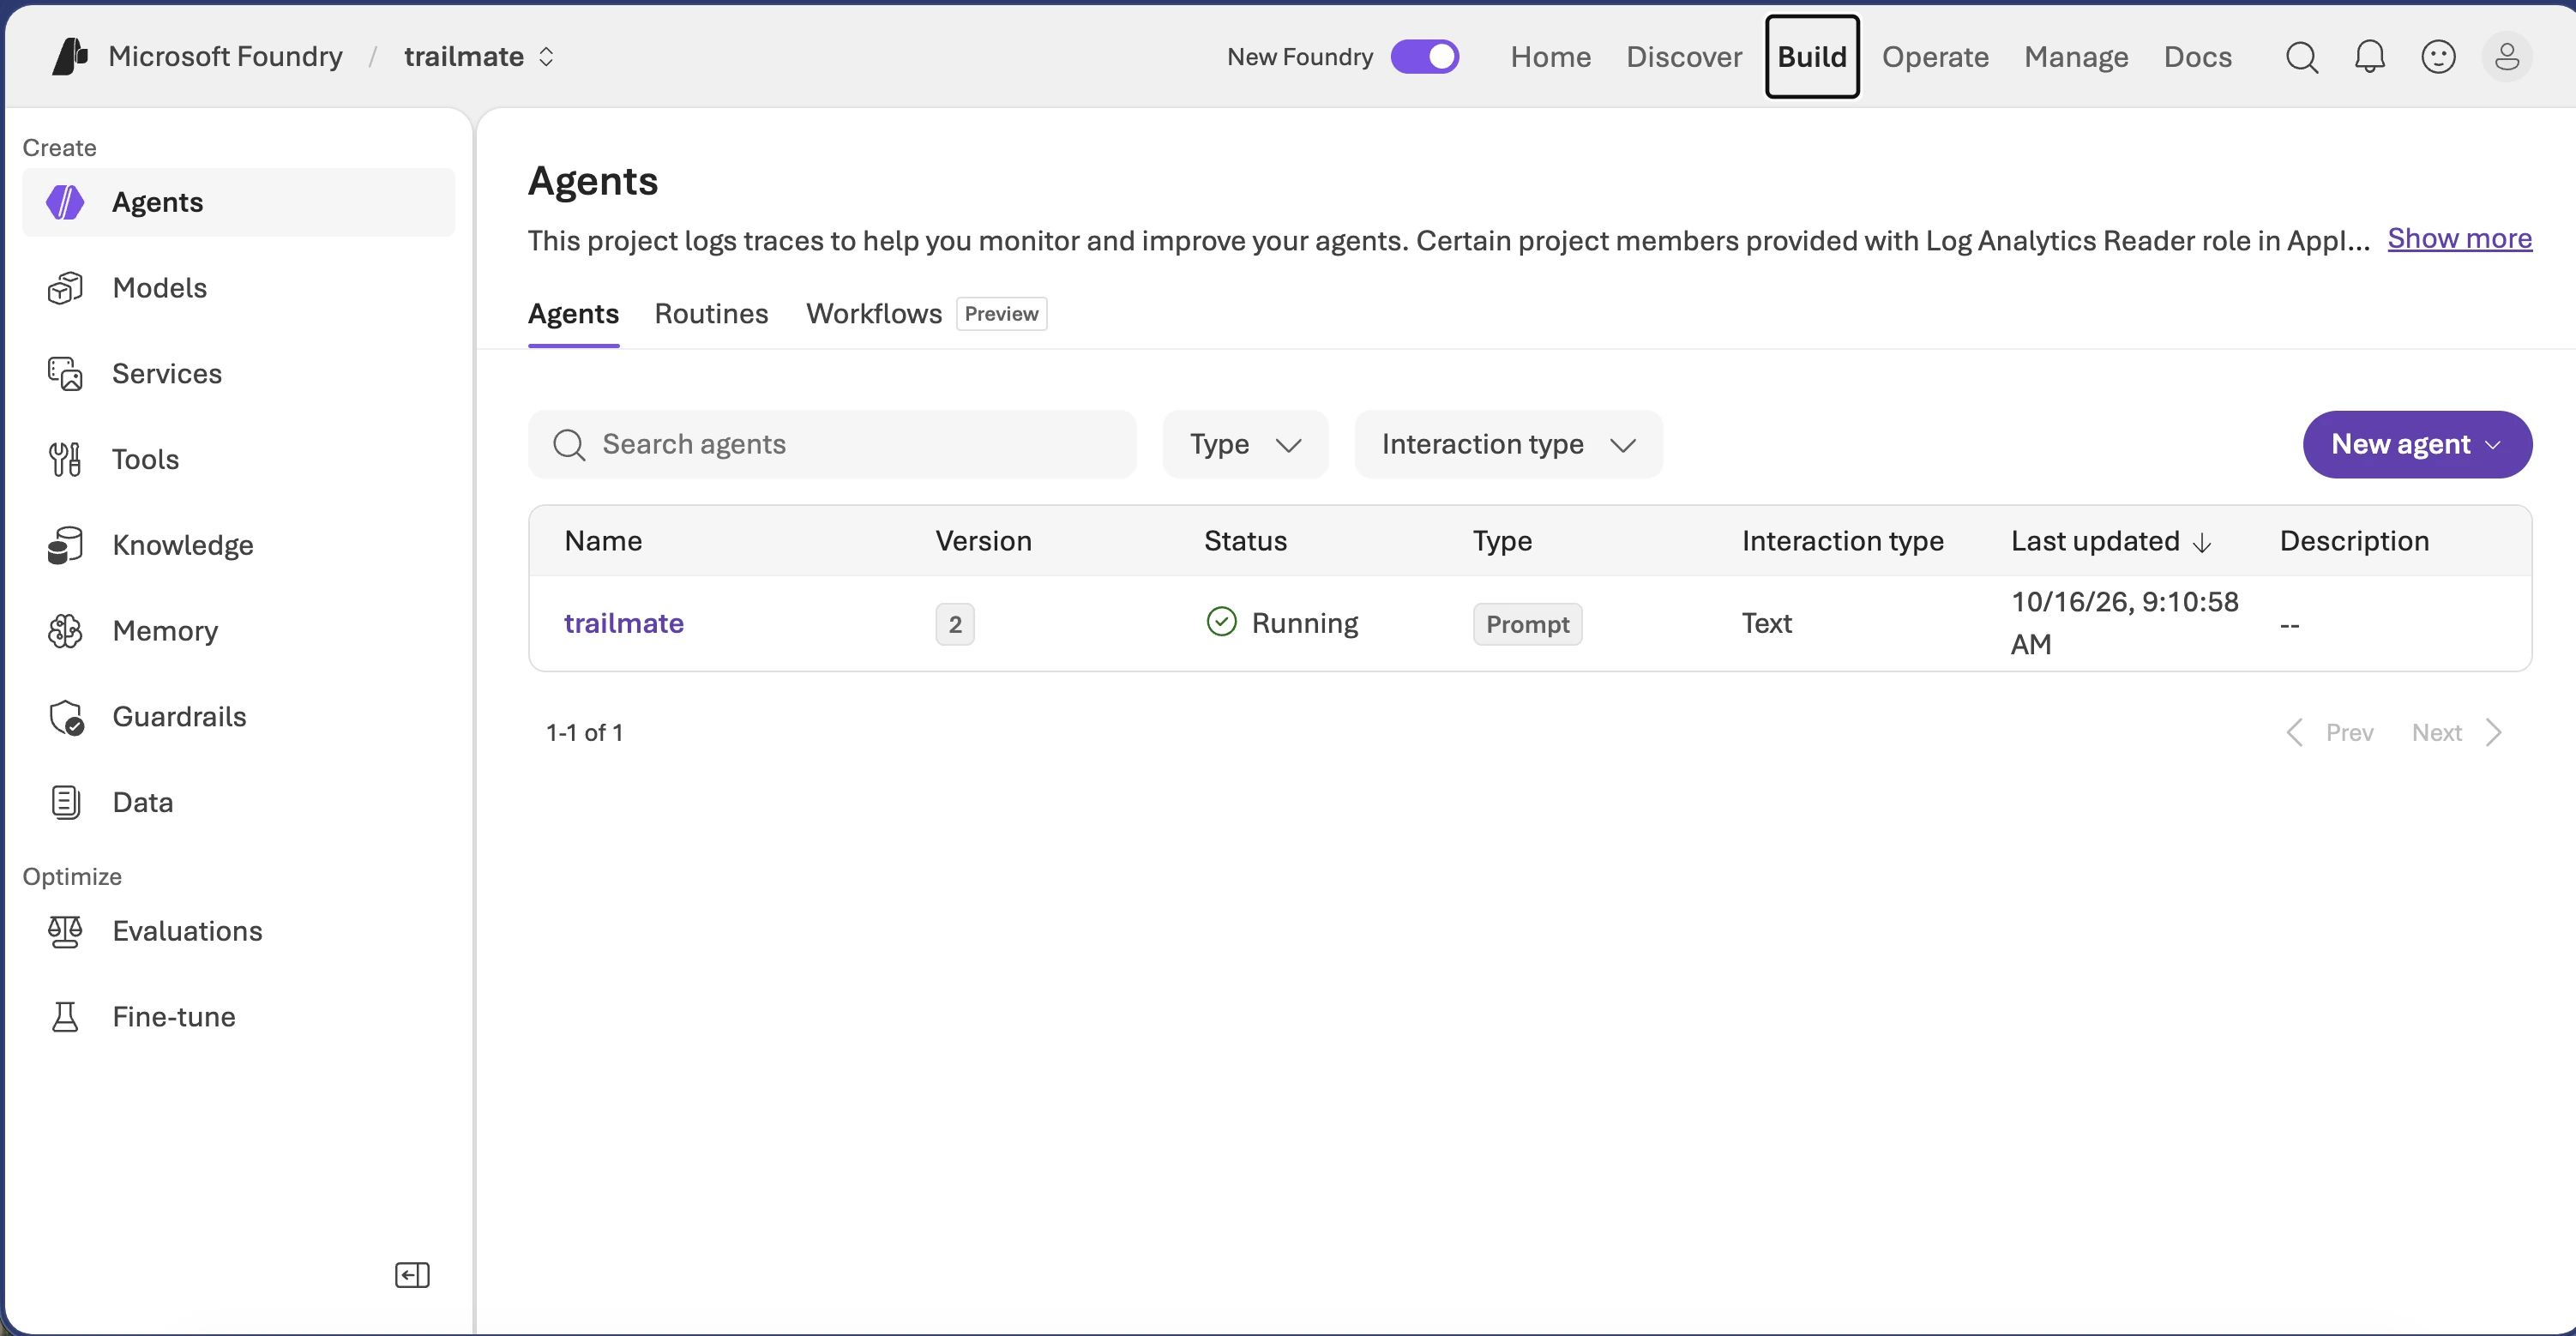 Microsoft Foundry / trailmate
New Foundry Home Discover Build Operate Manage Docs
Create
Agents
Models
Services
Tools
Knowledge
Memory
Guardrails
Data
Optimize
Evaluations
Fine-tune
Agents
This project logs traces to help you monitor and improve your agents. Certain project members provided with Log Analytics Reader role in AppI... Show more
Agents Routines Workflows Preview
Search agents Type Interaction type New agent
Name Version Status Type Interaction type Last updated Description
trailmate 2 Running Prompt Text 10/16/26, 9:10:58 AM --
1-1 of 1 Prev Next